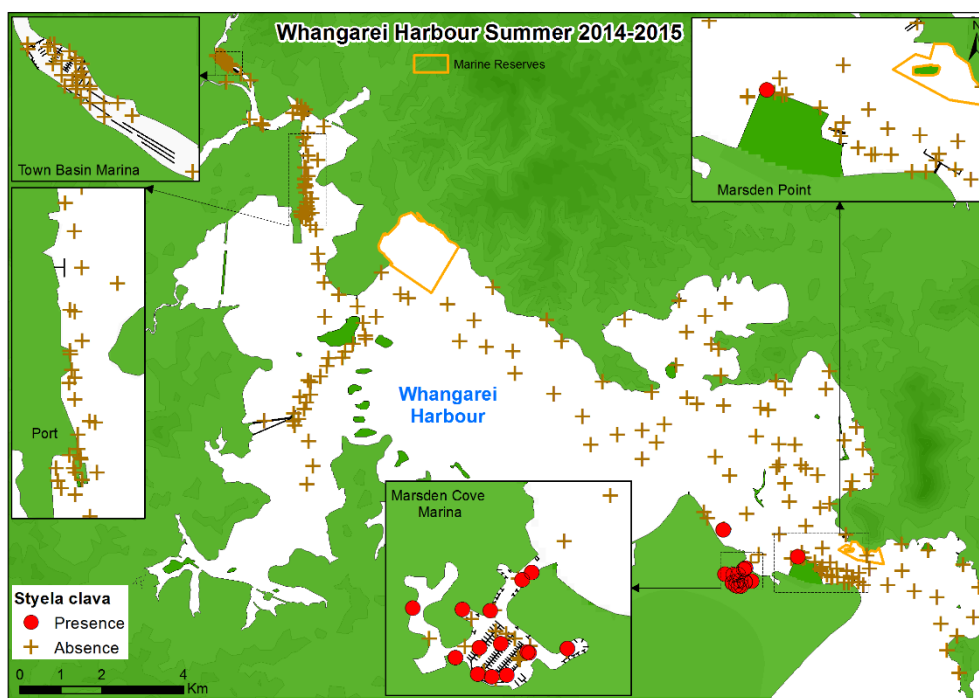 Whangarei Harbour Summer 2014-2015
Marine Reserves
N
Town Basin Marina
Marsden Point
Port
Whangarei
Harbour
Marsden Cove
Marina
Styela clava
Presence
Absence
0 1 2 4
Km